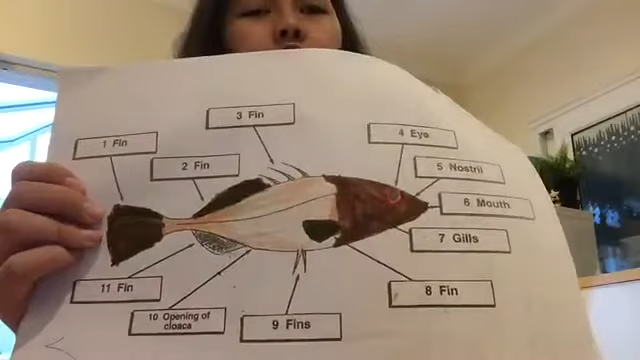 3 Fin
1 Fin
4 Eye
2 Fin
5 Nostril
6 Mouth
7 Gills
11 Fin
8 Fin
10 Opening of
cloaca
9 Fins